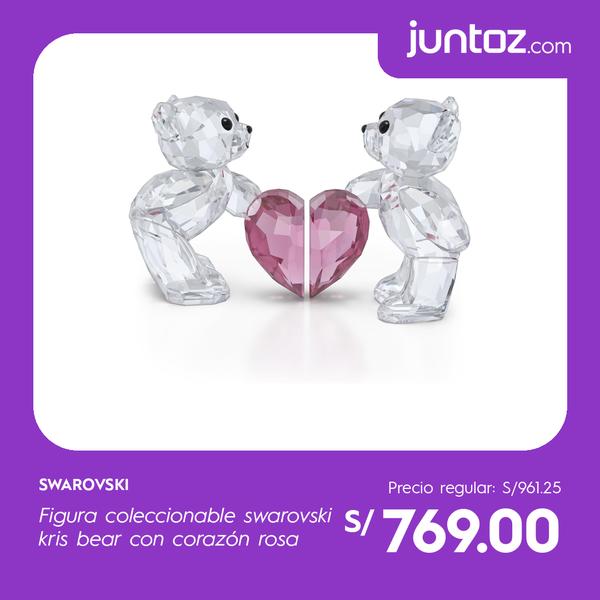 juntoz.com
SWAROVSKI
Figura coleccionable swarovski
kris bear con corazón rosa
Precio regular: S/961.25
S/ 769.00